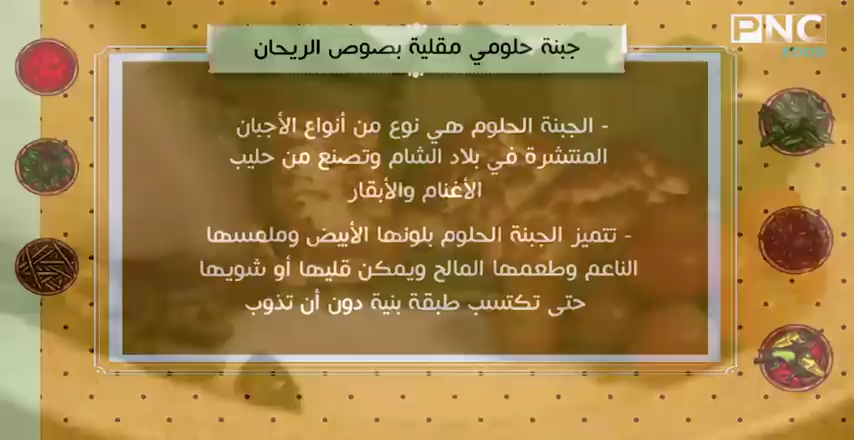 PNC
FOOD
جبنة حلومي مقلية بصوص الريحان
- الجبنة الحلوم هي نوع من أنواع الأجبان
المنتشرة في بلاد الشام وتصنع من حليب
الأغنام والأبقار
- تتميز الجبنة الحلوم بلونها الأبيض وملمسها
الناعم وطعمها المالح ويمكن قليها أو شويها
حتى تكتسب طبقة بنية دون أن تذوب